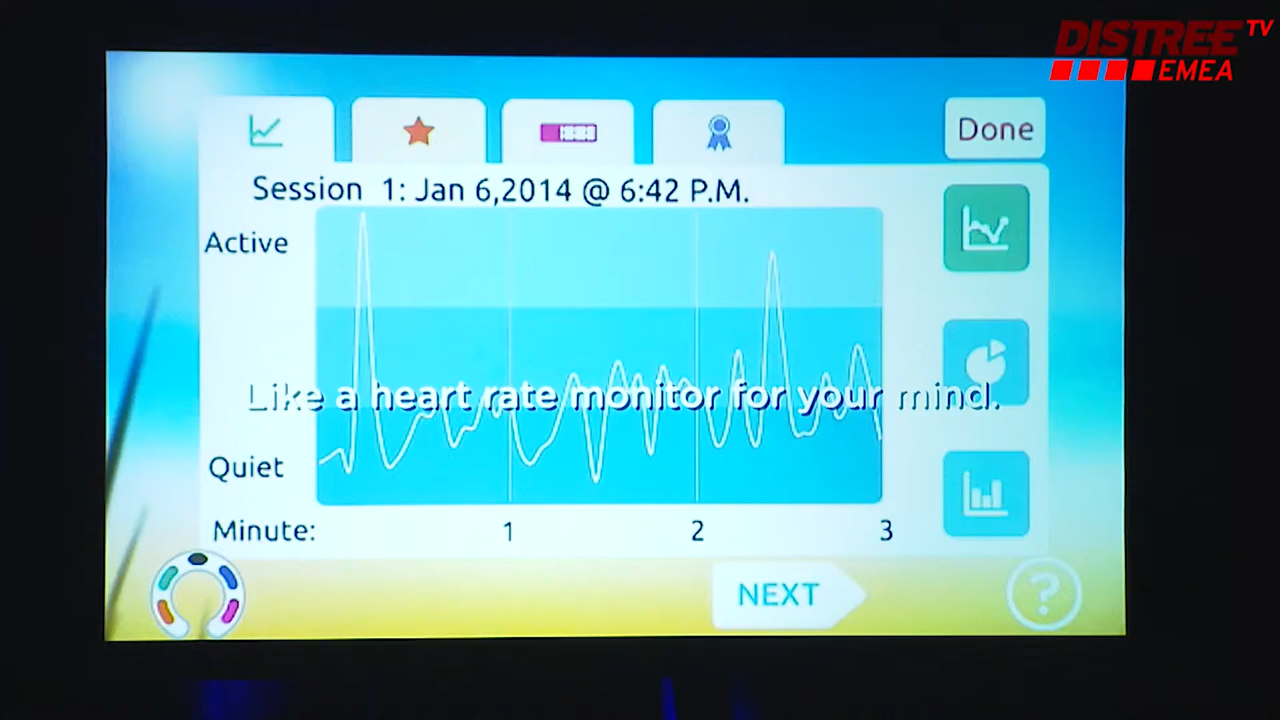 DISTREE TV
EMEA
Done
Session 1: Jan 6,2014 @ 6:42 P.M.
Active
Like a heart rate monitor for your mind.
Quiet
Minute: 1 2 3
NEXT
?